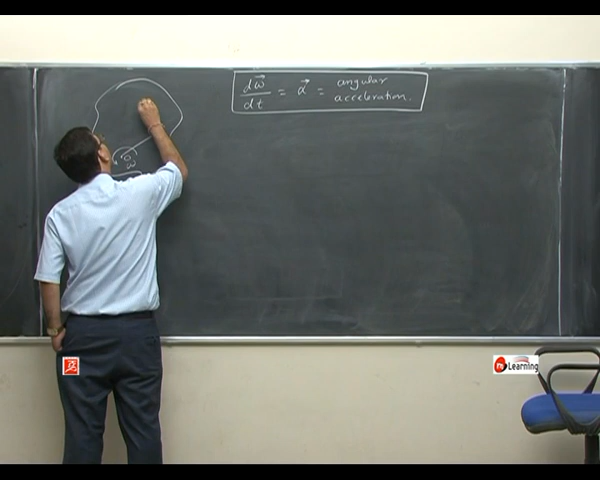 dω⃗/dt = α⃗ = angular acceleration.
ω
Learning